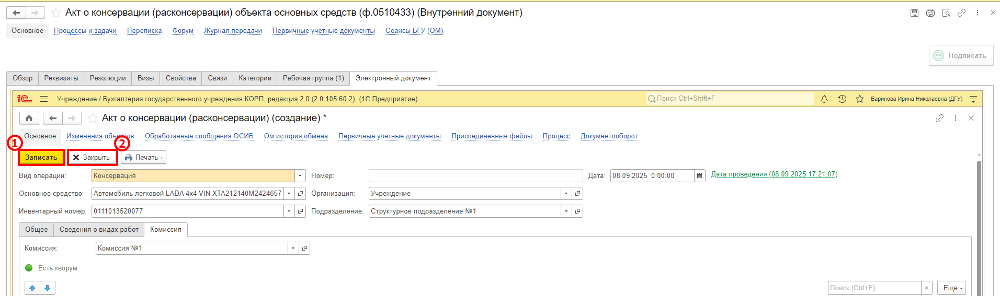 Акт о консервации (расконсервации) объекта основных средств (ф.0510433) (Внутренний документ)
Основное Процессы и задачи Переписка Форум Журнал передачи Первичные учетные документы Сеансы БГУ (ОМ)
Подписать
Обзор Реквизиты Резолюции Визы Свойства Связи Категории Рабочая группа (1) Электронный документ
1С Учреждение / Бухгалтерия государственного учреждения КОРП, редакция 2.0 (2.0.105.60.2) (1С:Предприятие) Поиск Ctrl+Shift+F Баринова Ирина Николаевна (ДГУ)
Акт о консервации (расконсервации) (создание) *
Основное Изменения объектов Обработанные сообщения ОСИБ Ом история обмена Первичные учетные документы Присоединенные файлы Процесс Документооборот
1 2
Записать Закрыть Печать
Вид операции: Консервация Номер: Дата: 08.09.2025 0:00:00 Дата проведения (08.09.2025 17:21:07)
Основное средство: Автомобиль легковой LADA 4x4 VIN XTA212140M2424657 Организация: Учреждение
Инвентарный номер: 0111013520077 Подразделение: Структурное подразделение №1
Общее Сведения о видах работ Комиссия
Комиссия: Комиссия №1
Есть кворум
Поиск (Ctrl+F) × Еще